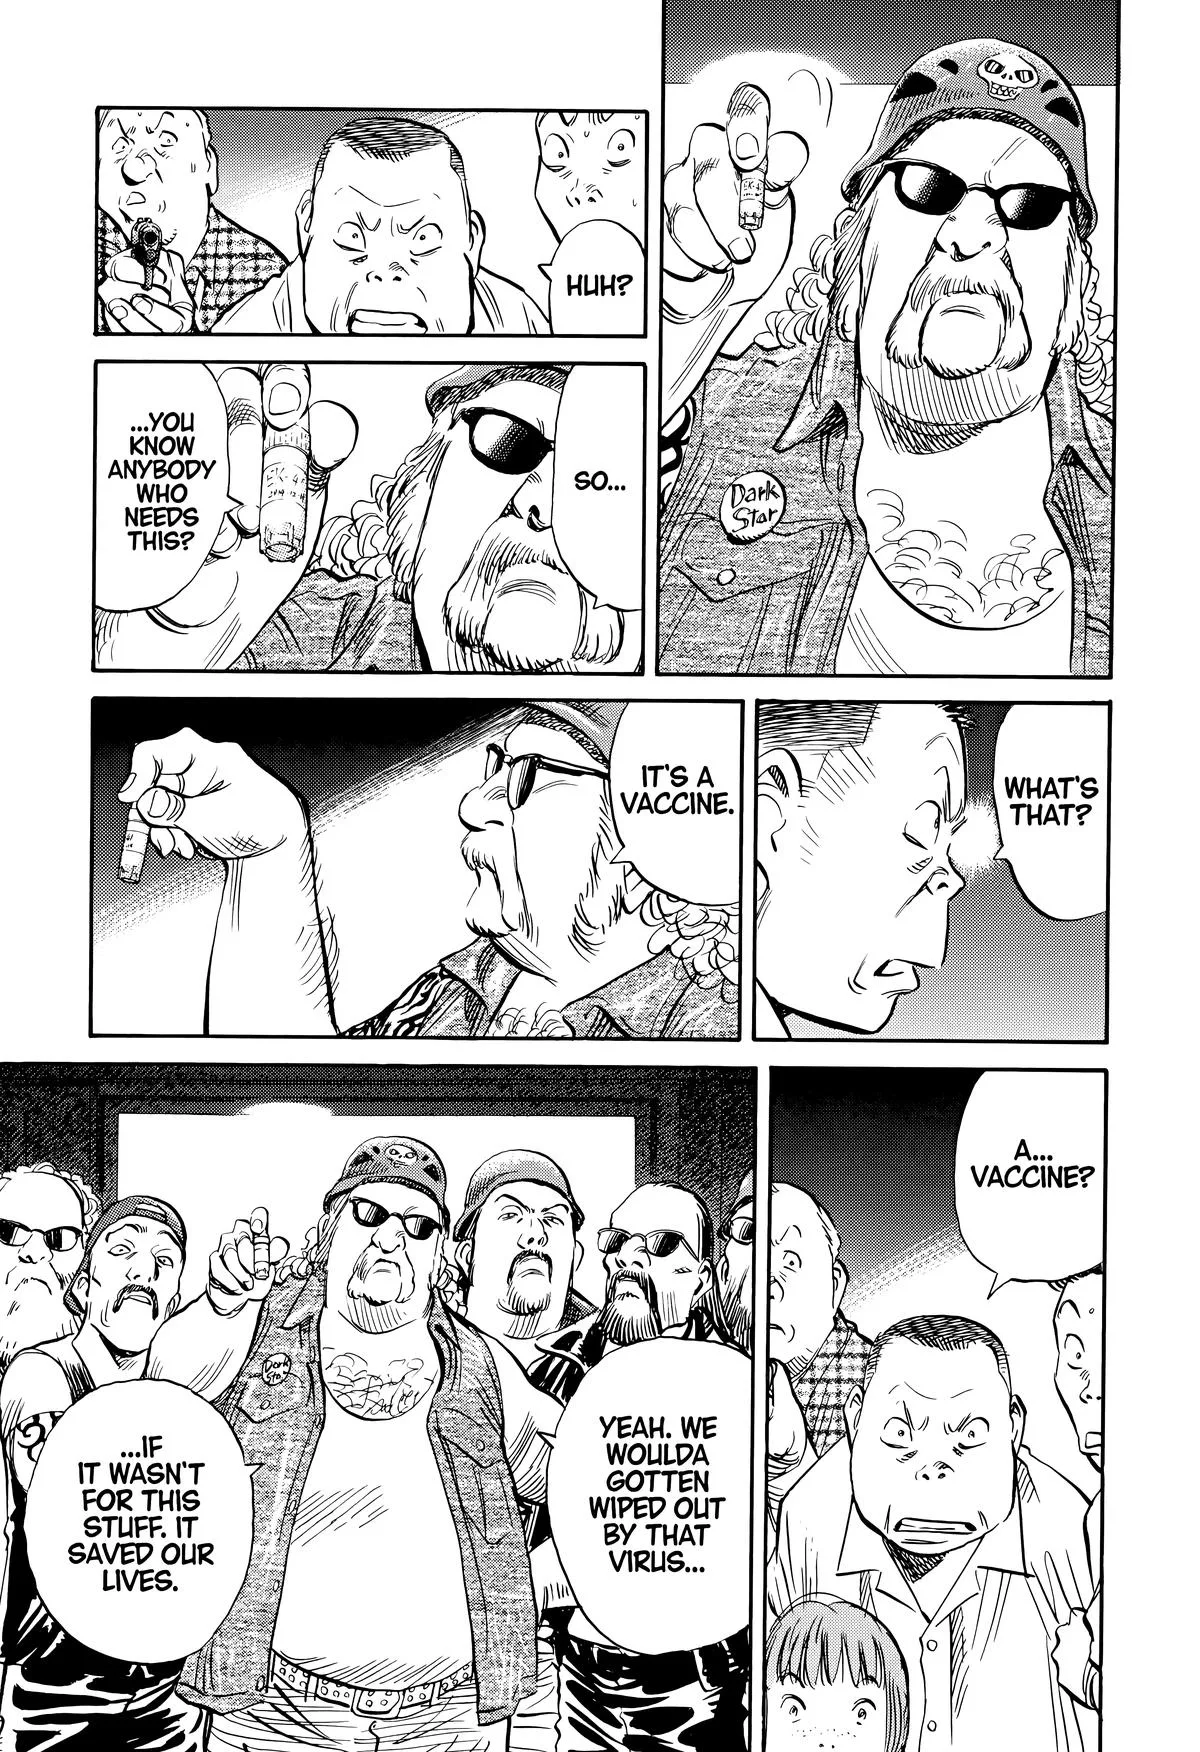 Dark
Star
HUH?
SO...
...YOU
KNOW
ANYBODY
WHO
NEEDS
THIS?
WHAT'S
THAT?
IT'S A
VACCINE.
A...
VACCINE?
YEAH. WE
WOULDA
GOTTEN
WIPED OUT
BY THAT
VIRUS...
Dark
Star
...IF
IT WASN'T
FOR THIS
STUFF. IT
SAVED OUR
LIVES.